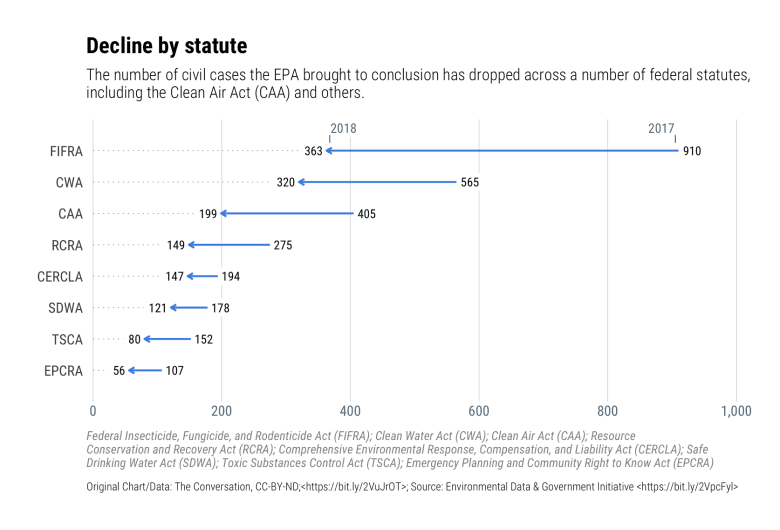 Decline by statute
The number of civil cases the EPA brought to conclusion has dropped across a number of federal statutes,
including the Clean Air Act (CAA) and others.
2018 2017
FIFRA 363 910
CWA 320 565
CAA 199 405
RCRA 149 275
CERCLA 147 194
SDWA 121 178
TSCA 80 152
EPCRA 56 107
0 200 400 600 800 1,000
Federal Insecticide, Fungicide, and Rodenticide Act (FIFRA); Clean Water Act (CWA); Clean Air Act (CAA); Resource
Conservation and Recovery Act (RCRA); Comprehensive Environmental Response, Compensation, and Liability Act (CERCLA); Safe
Drinking Water Act (SDWA); Toxic Substances Control Act (TSCA); Emergency Planning and Community Right to Know Act (EPCRA)
Original Chart/Data: The Conversation, CC-BY-ND;<https://bit.ly/2VuJrOT>; Source: Environmental Data & Government Initiative <https://bit.ly/2VpcFyI>